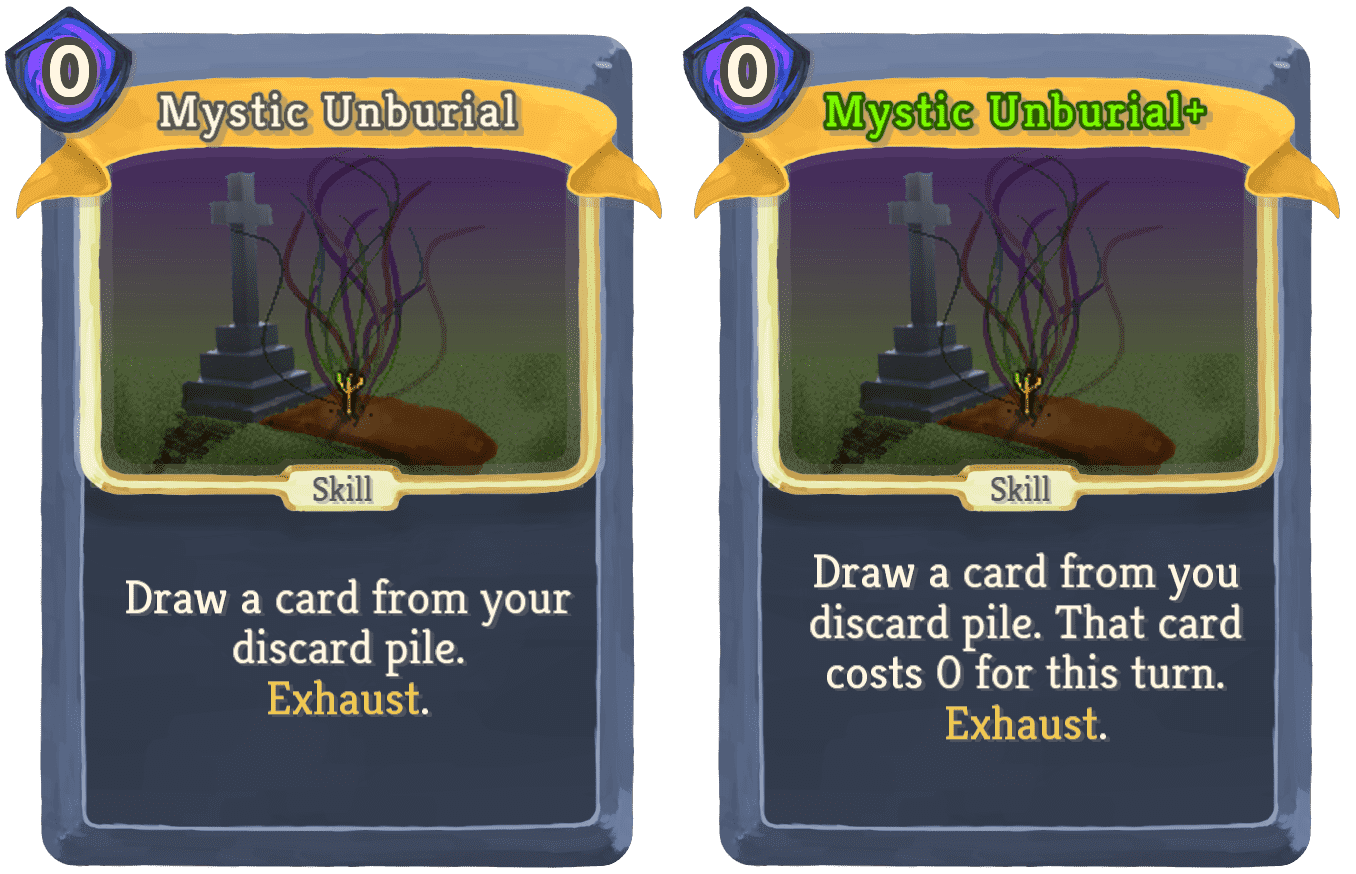 0
Mystic Unburial
Skill
Draw a card from your
discard pile.
Exhaust.
0
Mystic Unburial+
Skill
Draw a card from you
discard pile. That card
costs 0 for this turn.
Exhaust.